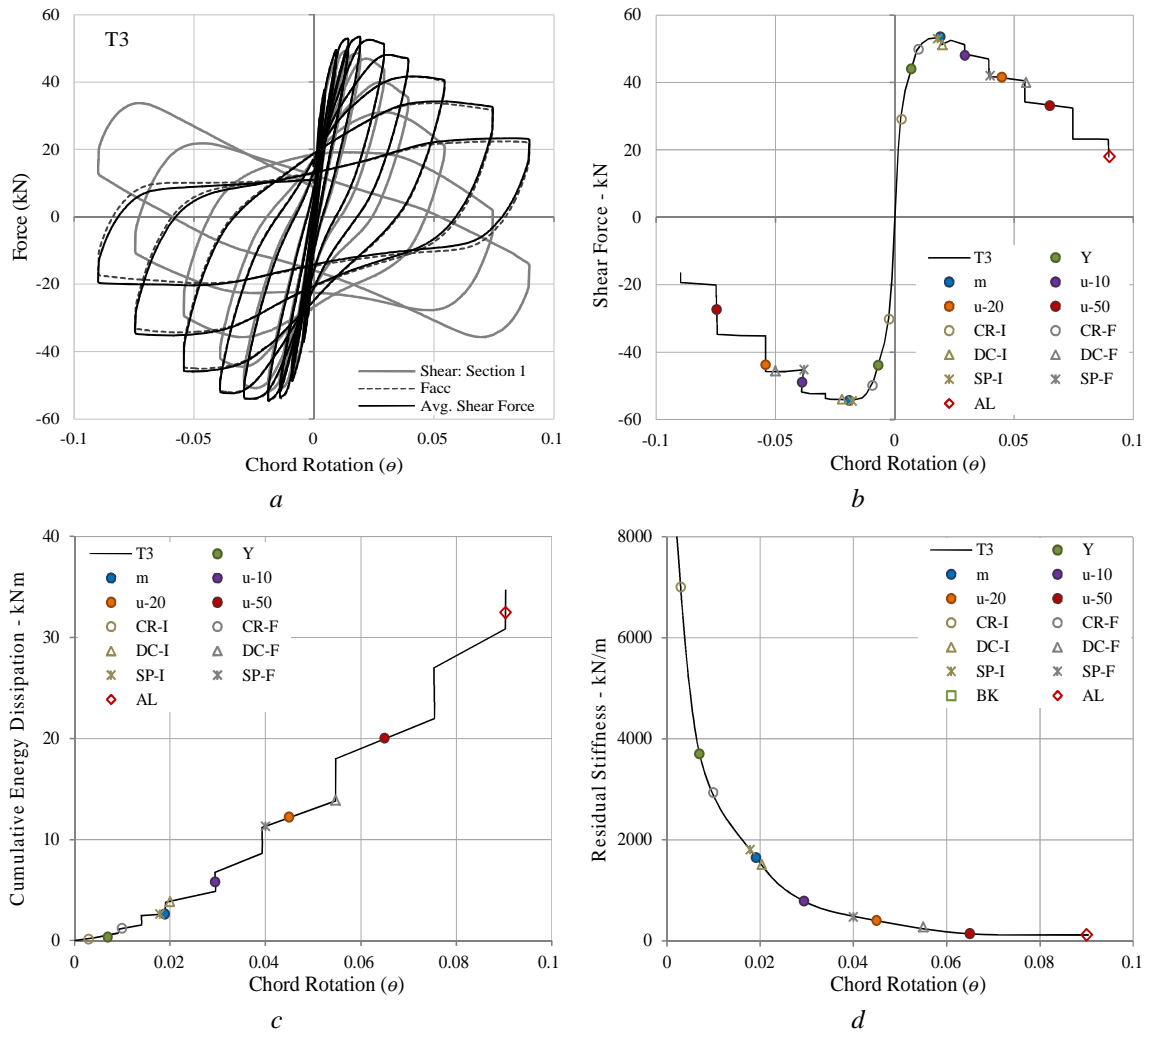 T3
Force (kN)
60
40
20
0
-20
-40
-60
-0.1
-0.05
0
0.05
0.1
Shear: Section 1
Facc
Avg. Shear Force
Chord Rotation (ө)
a
Shear Force - kN
60
40
20
0
-20
-40
-60
-0.1
-0.05
0
0.05
0.1
T3
Y
m
u-10
u-20
u-50
CR-I
CR-F
DC-I
DC-F
SP-I
SP-F
AL
Chord Rotation (ө)
b
Cumulative Energy Dissipation - kNm
40
30
20
10
0
0
0.02
0.04
0.06
0.08
0.1
T3
Y
m
u-10
u-20
u-50
CR-I
CR-F
DC-I
DC-F
SP-I
SP-F
AL
Chord Rotation (ө)
c
Residual Stiffness - kN/m
8000
6000
4000
2000
0
0
0.02
0.04
0.06
0.08
0.1
T3
Y
m
u-10
u-20
u-50
CR-I
CR-F
DC-I
DC-F
SP-I
SP-F
BK
AL
Chord Rotation (ө)
d